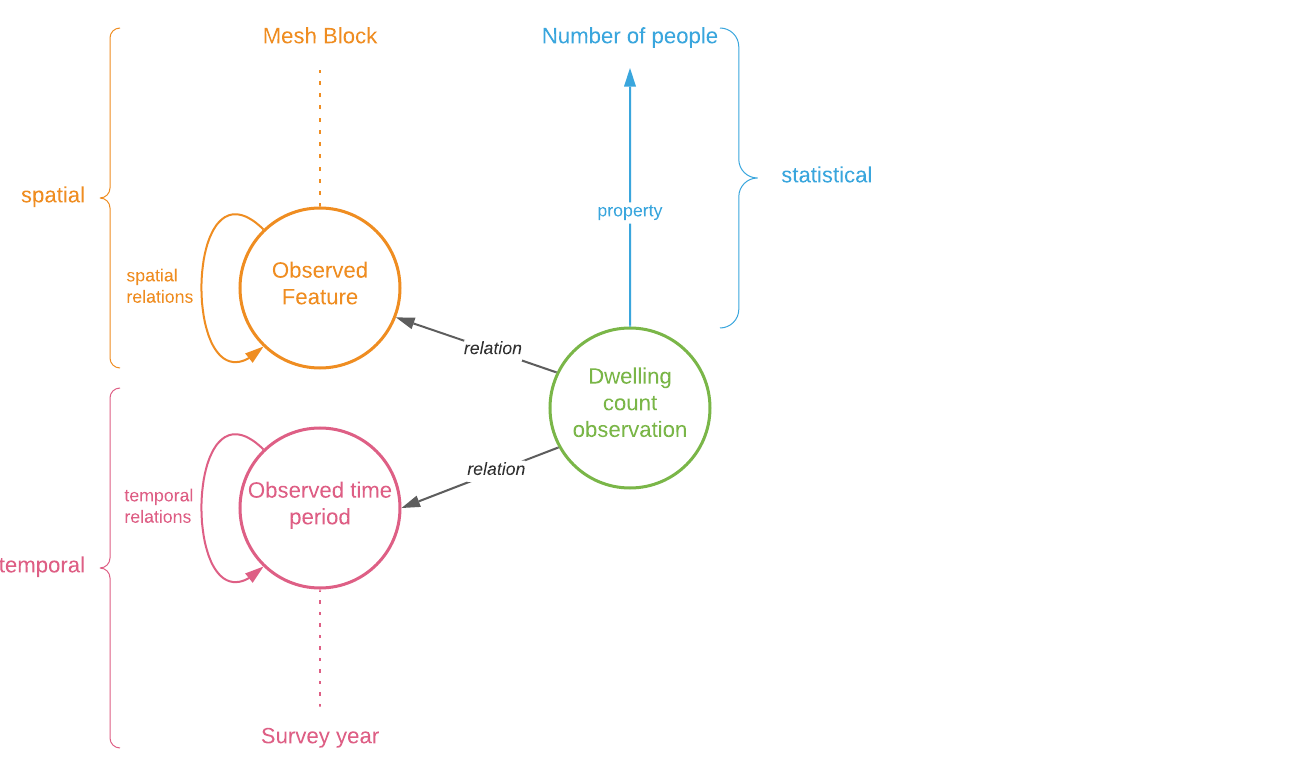 Mesh Block
Number of people
statistical
spatial
property
Observed
Feature
spatial
relations
relation
Dwelling
count
observation
relation
Observed time
period
temporal
relations
temporal
Survey year